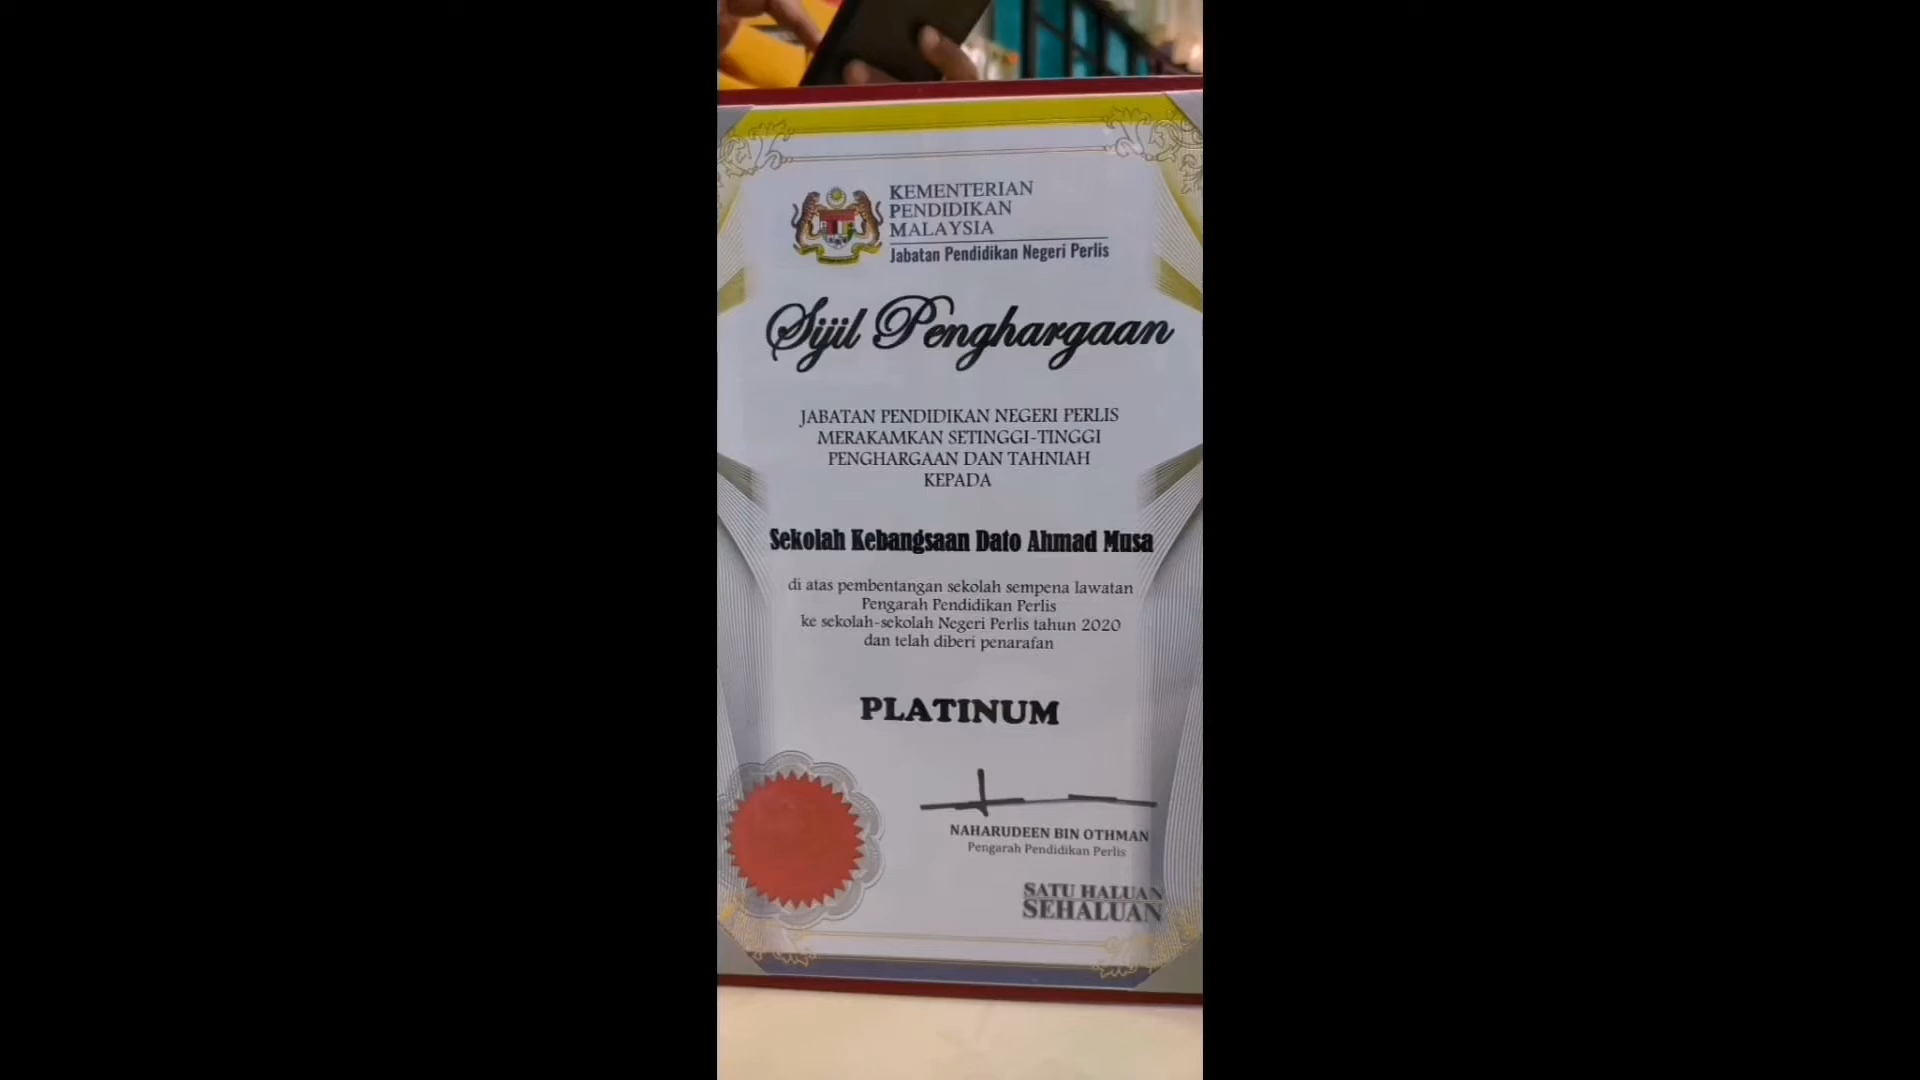 KEMENTERIAN
PENDIDIKAN
MALAYSIA
Jabatan Pendidikan Negeri Perlis
Sijil Penghargaan
JABATAN PENDIDIKAN NEGERI PERLIS
MERAKAMKAN SETINGGI-TINGGI
PENGHARGAAN DAN TAHNIAH
KEPADA
Sekolah Kebangsaan Dato Ahmad Musa
di atas pembentangan sekolah sempena lawatan
Pengarah Pendidikan Perlis
ke sekolah-sekolah Negeri Perlis tahun 2020
dan telah diberi penarafan
PLATINUM
NAHARUDEEN BIN OTHMAN
Pengarah Pendidikan Perlis
SATU HALUAN
SEHALUAN